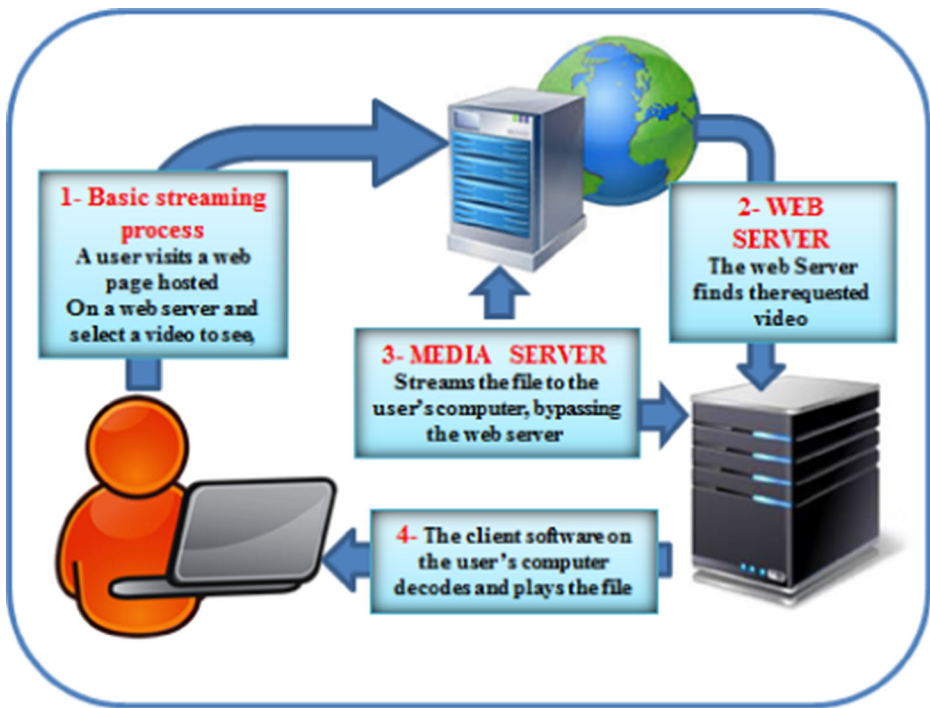 1- Basic streaming
process
A user visits a web
page hosted
On a web server and
select a video to see,
2- WEB
SERVER
The web Server
finds therequested
video
3- MEDIA SERVER
Streams the file to the
user's computer, bypassing
the web server
4- The client software on
the user's computer
decodes and plays the file